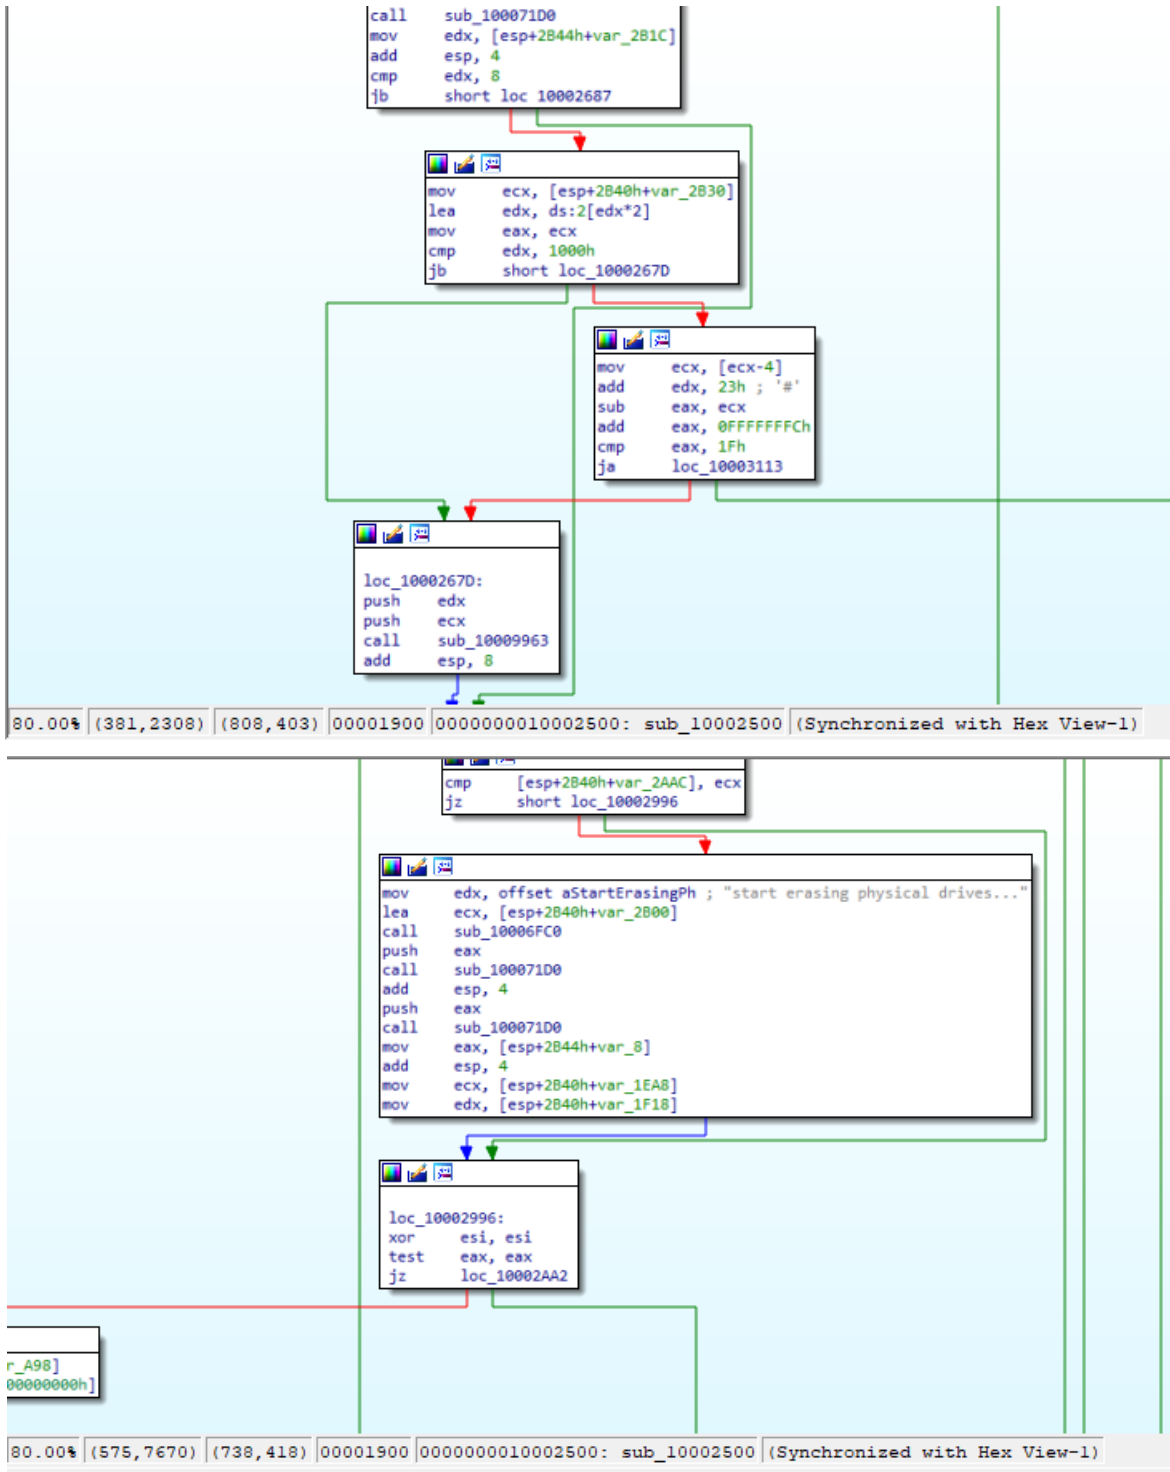 call sub_100071D0
mov edx, [esp+2B44h+var_2B1C]
add esp, 4
cmp edx, 8
jb short loc_10002687
mov ecx, [esp+2B40h+var_2B30]
lea edx, ds:2[edx*2]
mov eax, ecx
cmp edx, 1000h
jb short loc_1000267D
mov ecx, [ecx-4]
add edx, 23h ; '#'
sub eax, ecx
add eax, 0FFFFFFFCh
cmp eax, 1Fh
ja loc_10003113
loc_1000267D:
push edx
push ecx
call sub_10009963
add esp, 8
80.00% (381,2308) (808,403) 00001900 0000000010002500: sub_10002500 (Synchronized with Hex View-1)
cmp [esp+2B40h+var_2AAC], ecx
jz short loc_10002996
mov edx, offset aStartErasingPh ; "start erasing physical drives..."
lea ecx, [esp+2B40h+var_2B00]
call sub_10006FC0
push eax
call sub_100071D0
add esp, 4
push eax
call sub_100071D0
mov eax, [esp+2B44h+var_8]
add esp, 4
mov ecx, [esp+2B40h+var_1EA8]
mov edx, [esp+2B40h+var_1F18]
loc_10002996:
xor esi, esi
test eax, eax
jz loc_10002AA2
r_A98]
00000000h]
80.00% (575,7670) (738,418) 00001900 0000000010002500: sub_10002500 (Synchronized with Hex View-1)